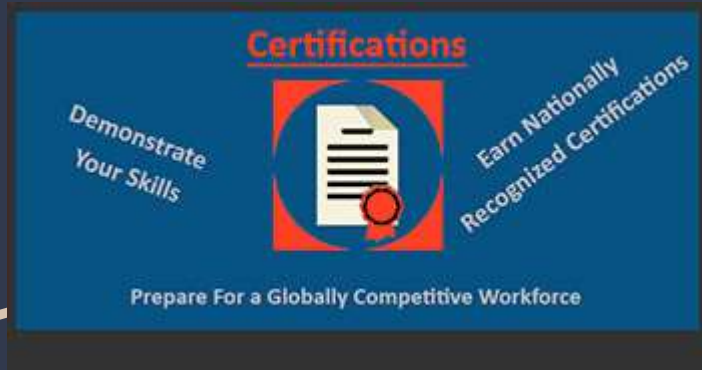 Certifications
Demonstrate
Your Skills
Earn Nationally
Recognized Certifications
Prepare For a Globally Competitive Workforce